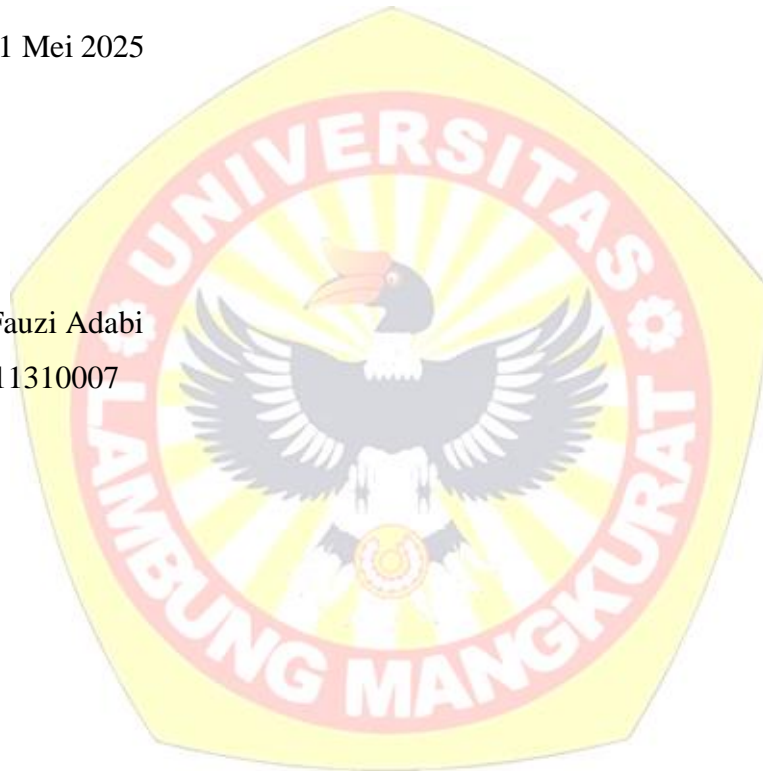 1 Mei 2025
UNIVERSITAS
Fauzi Adabi
11310007
LAMBUNG MANGKURAT